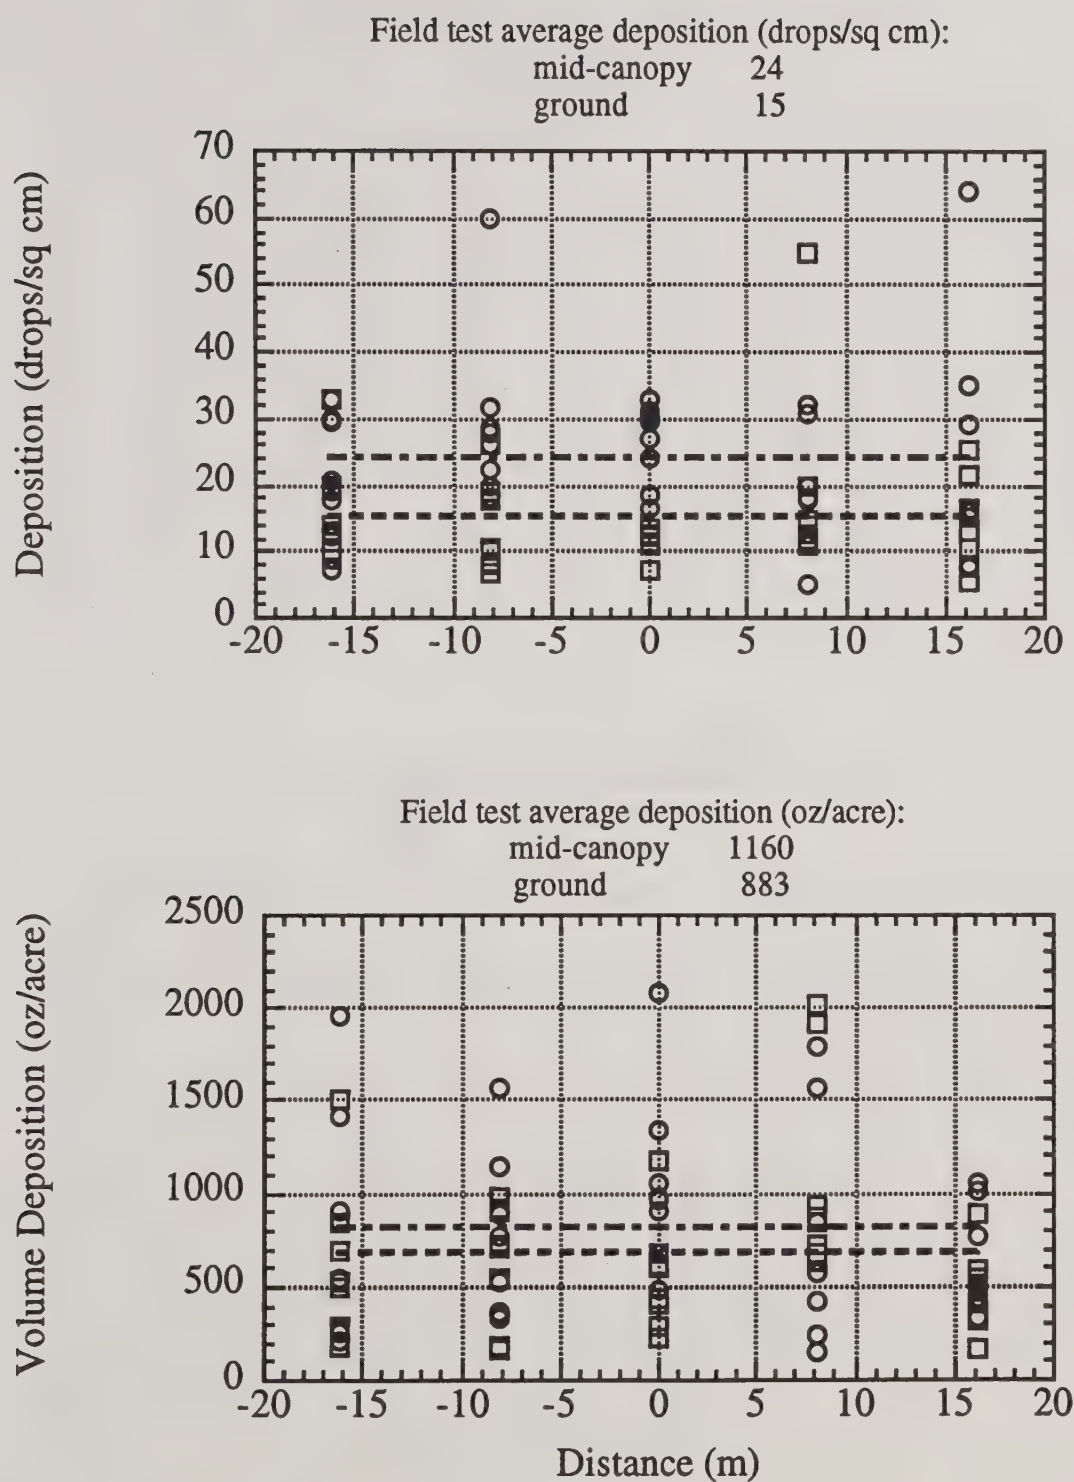 Field test average deposition (drops/sq cm):
mid-canopy 24
ground 15
Deposition (drops/sq cm)
70
60
50
40
30
20
10
0
-20 -15 -10 -5 0 5 10 15 20
Field test average deposition (oz/acre):
mid-canopy 1160
ground 883
Volume Deposition (oz/acre)
2500
2000
1500
1000
500
0
-20 -15 -10 -5 0 5 10 15 20
Distance (m)